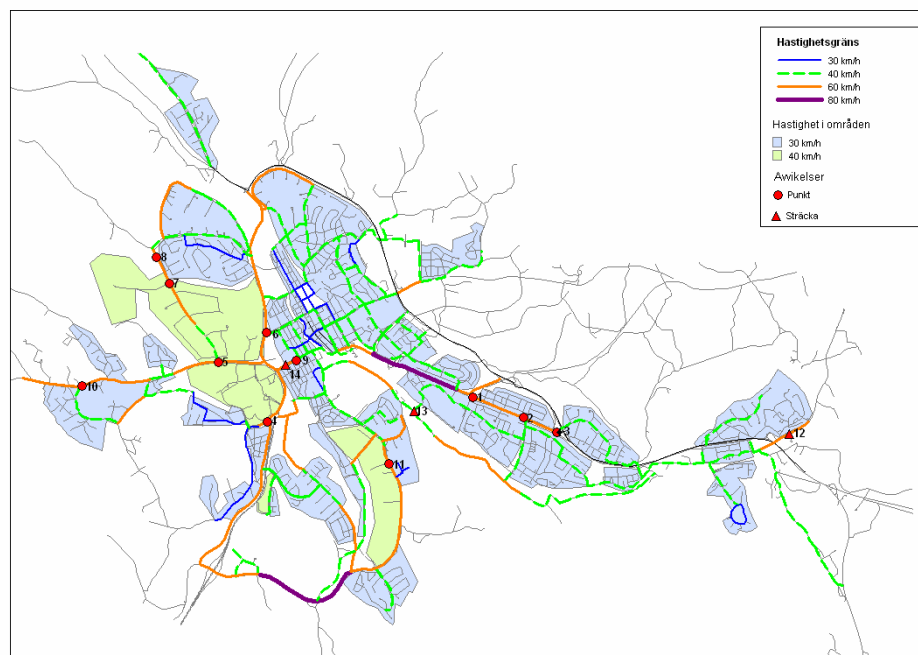 Hastighetsgräns
30 km/h
40 km/h
60 km/h
80 km/h
Hastighet i områden
30 km/h
40 km/h
Avvikelser
Punkt
Sträcka
8
7
6
5
9
14
10
1
2
3
13
4
12
11